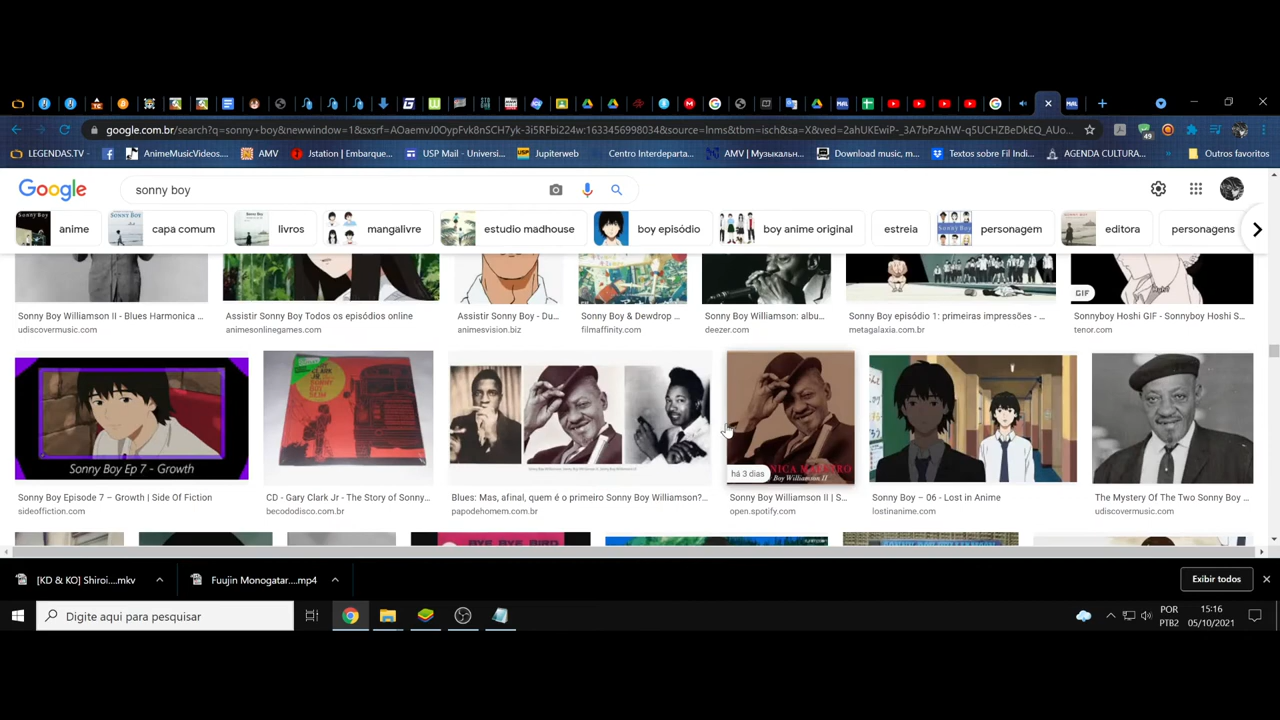 google.com.br/search?q=sonny+boy&newwindow=1&sxsrf=AOaemvJ0OypFvkBnSCH7yk-3i5RFbi224w:1633456998034&source=lnms&tbm=isch&sa=X&ved=2ahUKEwiP-_3A7bPzAhW-q5UCHZBeDkEQ_AUo...
49
LEGENDAS.TV -
AnimeMusicVideos...
AMV
Jstation | Embarque...
USP Mail - Universi...
Jupiterweb
Centro Interdeparta...
AMV | Музыкальн...
Download music, m...
Textos sobre Fil Indi...
AGENDA CULTURA...
Outros favoritos
Google
sonny boy
anime
capa comum
livros
mangalivre
estudio madhouse
boy episódio
boy anime original
estreia
personagem
editora
personagens
GIF
Sonny Boy Williamson II - Blues Harmonica ...
Assistir Sonny Boy Todos os episódios online
Assistir Sonny Boy - Du...
Sonny Boy & Dewdrop ...
Sonny Boy Williamson: albu...
Sonny Boy episódio 1: primeiras impressões - ...
Sonnyboy Hoshi GIF - Sonnyboy Hoshi S...
udiscovermusic.com
animesonlinegames.com
animesvision.biz
filmaffinity.com
deezer.com
metagalaxia.com.br
tenor.com
Sonny Boy Ep 7 - Growth
há 3 dias
Boy Williamson II
Sonny Boy Episode 7 – Growth | Side Of Fiction
CD - Gary Clark Jr - The Story of Sonny...
Blues: Mas, afinal, quem é o primeiro Sonny Boy Williamson?...
Sonny Boy Williamson II | S...
Sonny Boy – 06 - Lost in Anime
The Mystery Of The Two Sonny Boy ...
sideoffiction.com
becododisco.com.br
papodehomem.com.br
open.spotify.com
lostinanime.com
udiscovermusic.com
[KD & KO] Shiroi....mkv
Fuujin Monogatar....mp4
Exibir todos
Digite aqui para pesquisar
POR
PTB2
15:16
05/10/2021